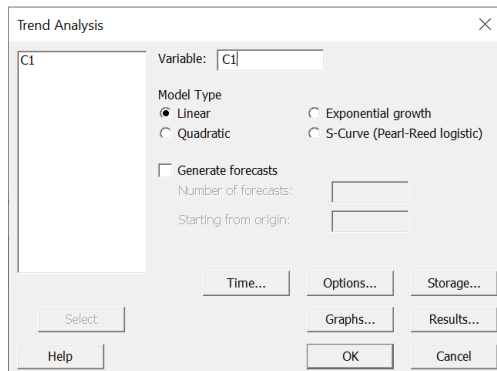 Trend Analysis
C1
Variable: C1
Model Type
Linear
Exponential growth
Quadratic
S-Curve (Pearl-Reed logistic)
Generate forecasts
Number of forecasts:
Starting from origin:
Time...
Options...
Storage...
Select
Graphs...
Results...
Help
OK
Cancel